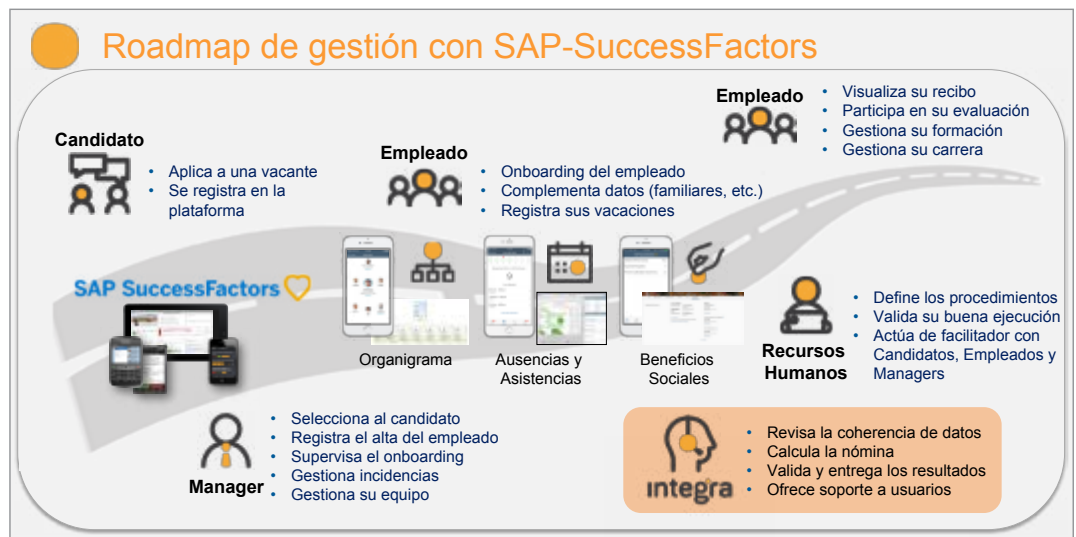 Roadmap de gestión con SAP-SuccessFactors
Candidato
• Aplica a una vacante
• Se registra en la
plataforma
Empleado
• Onboarding del empleado
• Complementa datos (familiares, etc.)
• Registra sus vacaciones
Empleado
• Visualiza su recibo
• Participa en su evaluación
• Gestiona su formación
• Gestiona su carrera
SAP SuccessFactors
Organigrama
Ausencias y
Asistencias
Beneficios
Sociales
Recursos
Humanos
• Define los procedimientos
• Valida su buena ejecución
• Actúa de facilitador con
Candidatos, Empleados y
Managers
Manager
• Selecciona al candidato
• Registra el alta del empleado
• Supervisa el onboarding
• Gestiona incidencias
• Gestiona su equipo
integra
• Revisa la coherencia de datos
• Calcula la nómina
• Valida y entrega los resultados
• Ofrece soporte a usuarios